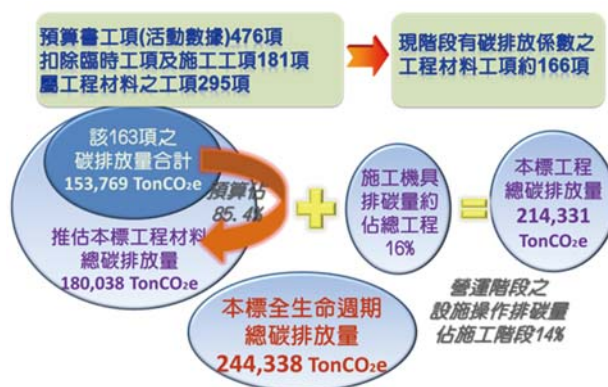 預算書工項(活動數據)476項
扣除臨時工項及施工工項181項
屬工程材料之工項295項
現階段有碳排放係數之
工程材料工項約166項
該163項之
碳排放量合計
153,769 TonCO₂e
預算佔
85.4%
推估本標工程材料
總碳排放量
180,038 TonCO₂e
施工機具
排碳量約
佔總工程
16%
本標工程
總碳排放量
214,331
TonCO₂e
本標全生命週期
總碳排放量
244,338 TonCO₂e
營運階段之
設施操作排碳量
佔施工階段14%